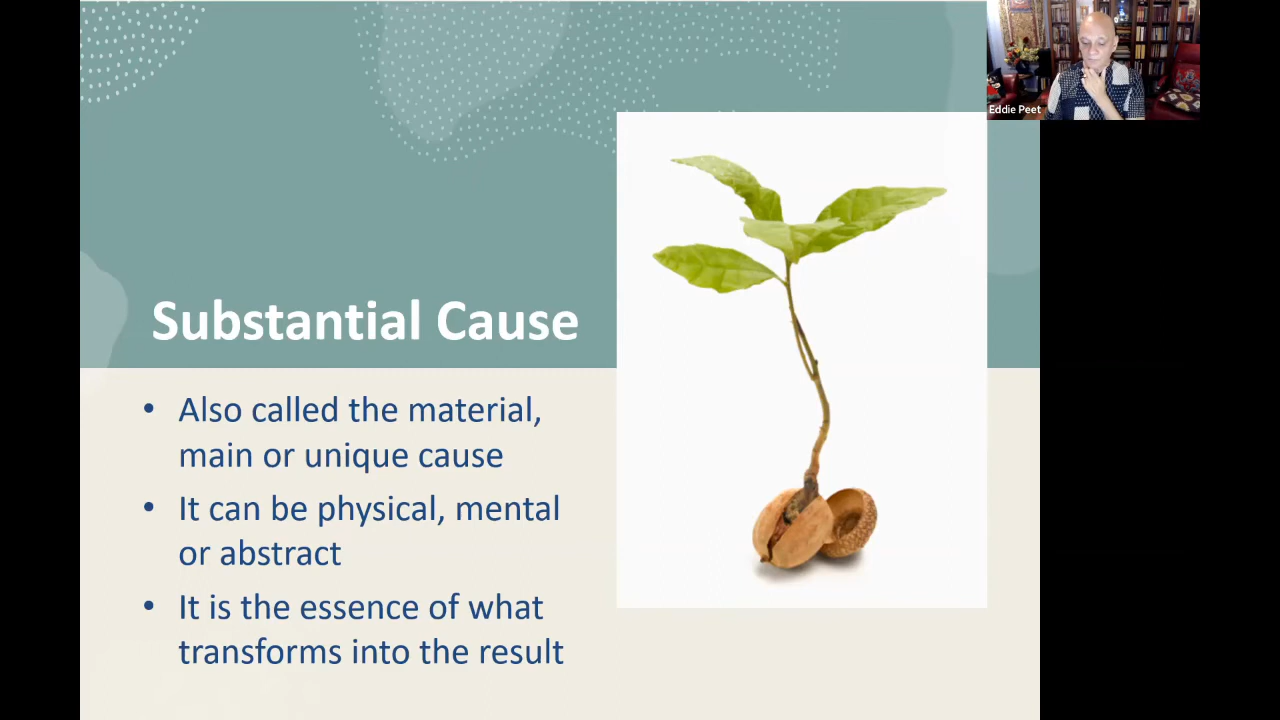 Eddie Peet
Substantial Cause
• Also called the material,
main or unique cause
• It can be physical, mental
or abstract
• It is the essence of what
transforms into the result